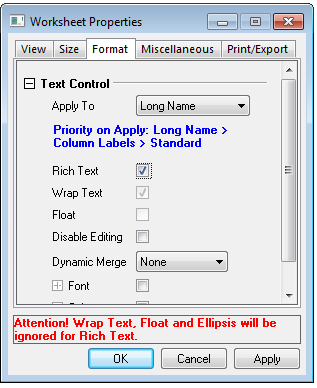 Worksheet Properties
View Size Format Miscellaneous Print/Export
Text Control
Apply To Long Name
Priority on Apply: Long Name >
Column Labels > Standard
Rich Text
Wrap Text
Float
Disable Editing
Dynamic Merge None
Font
Attention! Wrap Text, Float and Ellipsis will be
ignored for Rich Text.
OK Cancel Apply